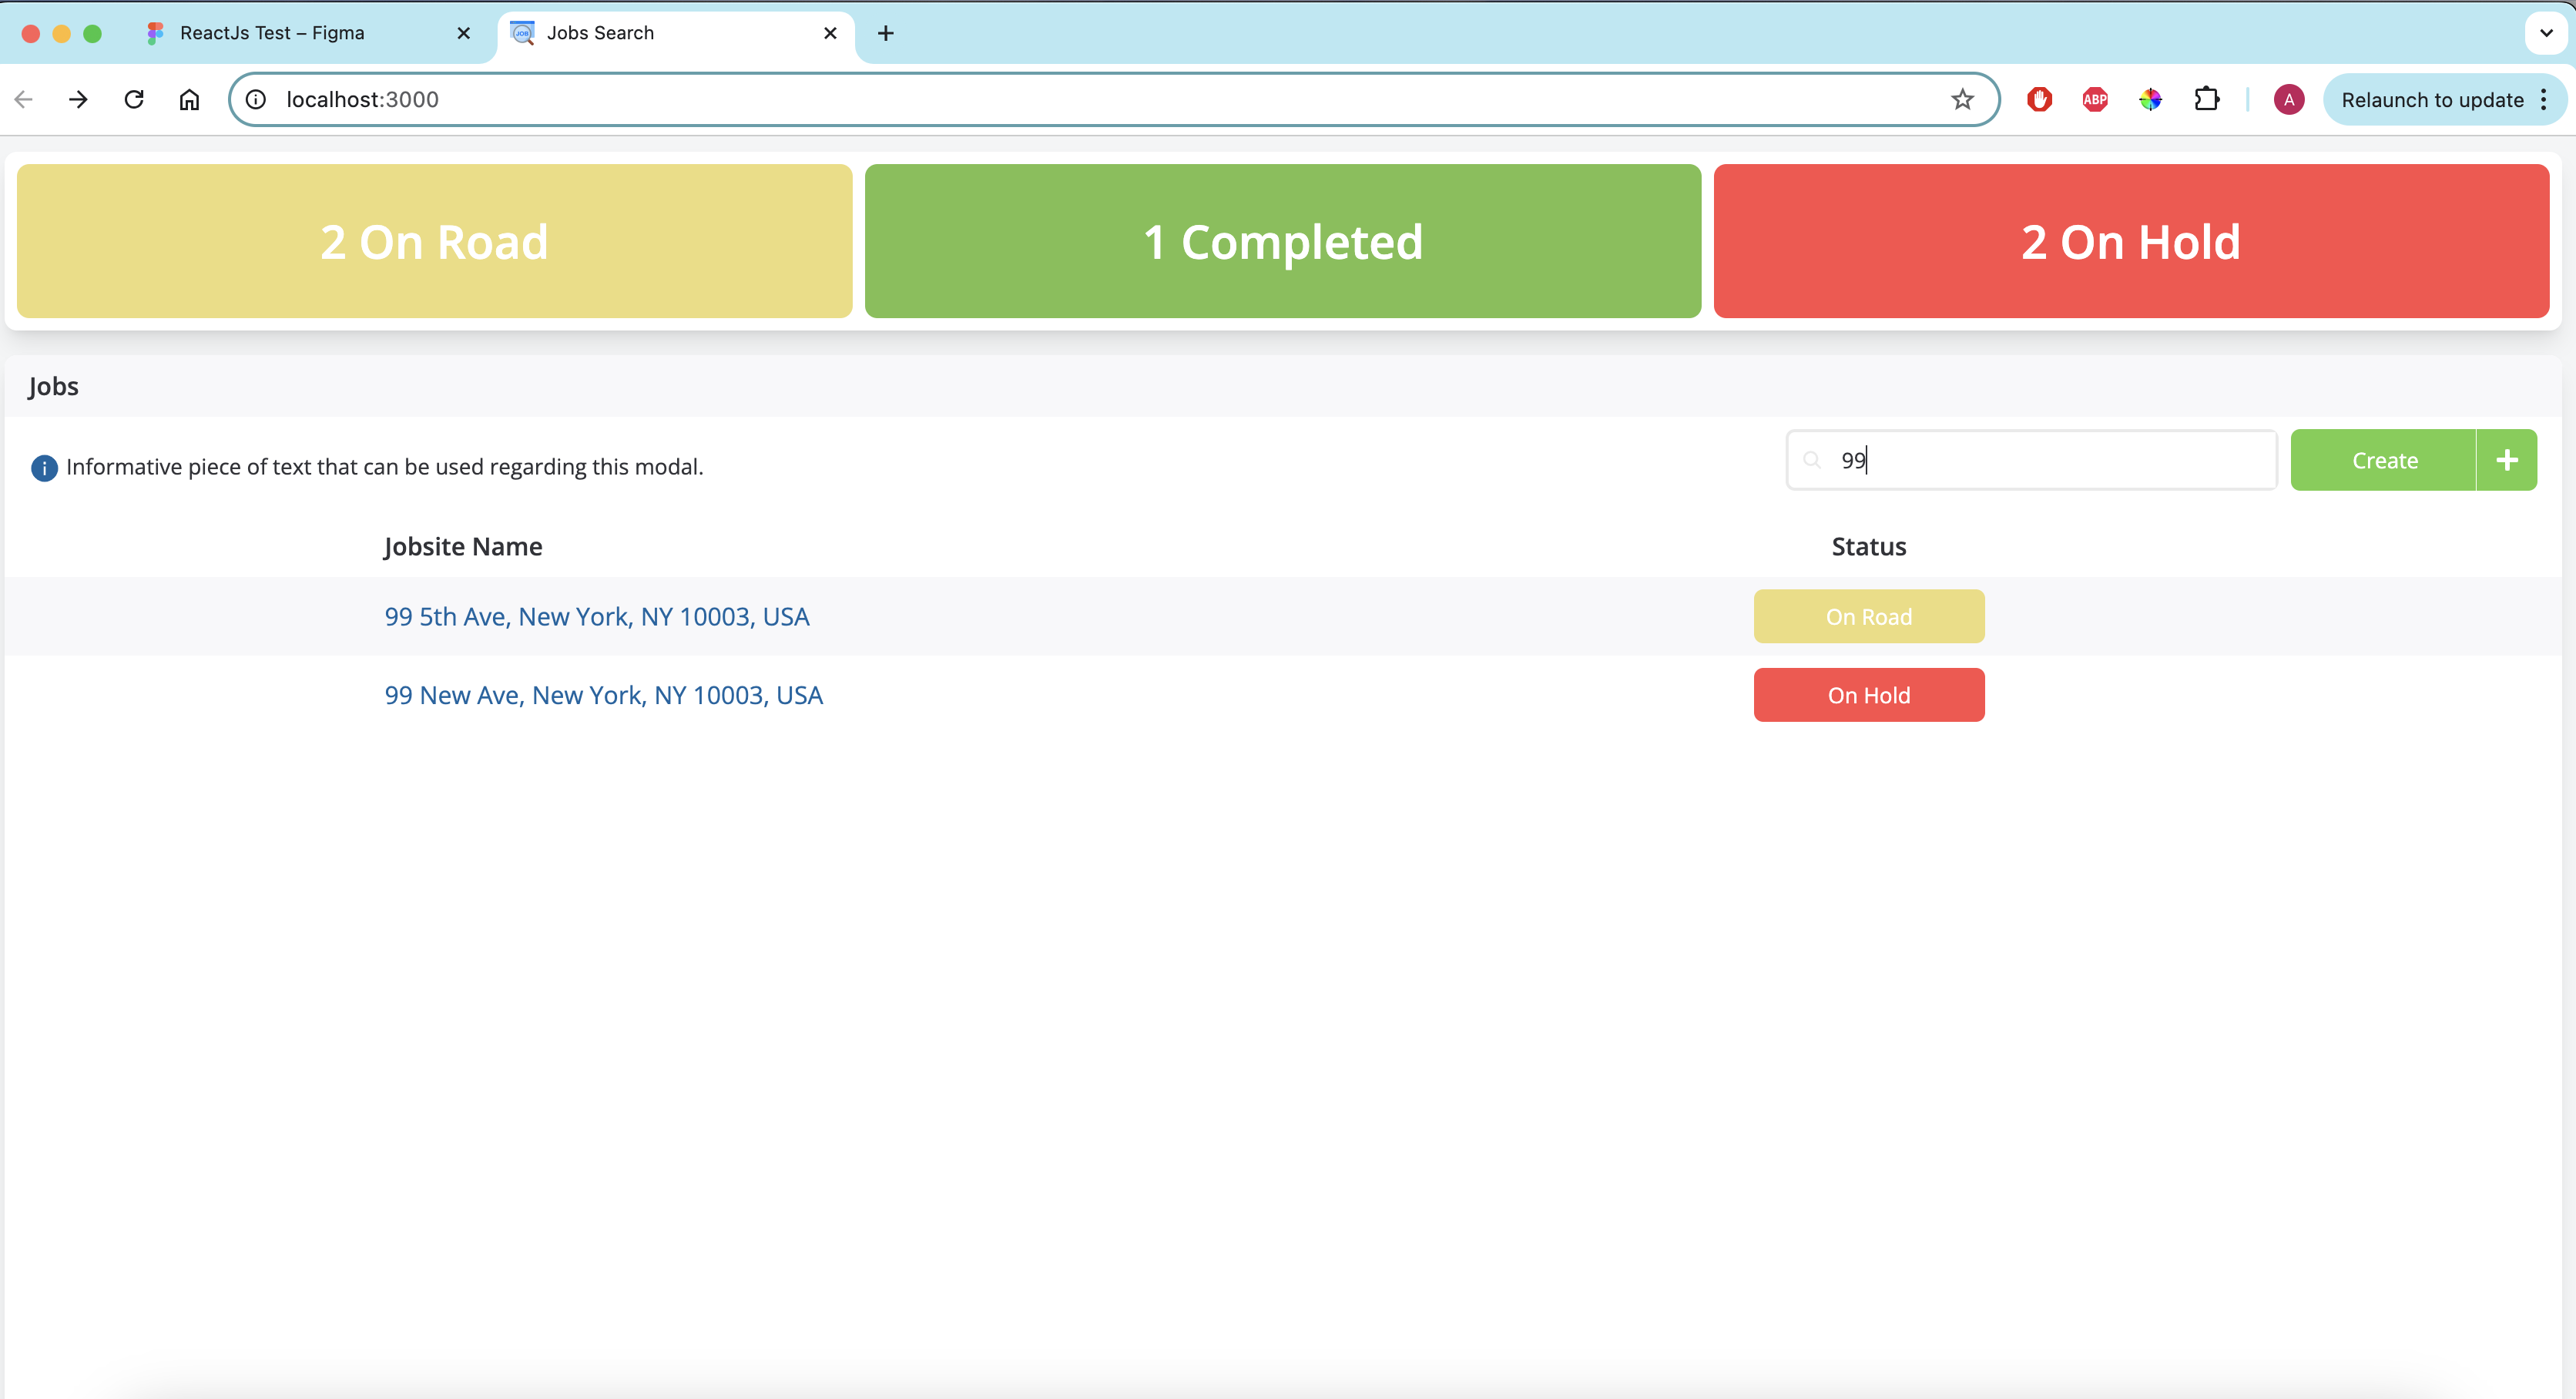 ReactJs Test – Figma
Jobs Search
localhost:3000
ABP
A
Relaunch to update
2 On Road
1 Completed
2 On Hold
Jobs
Informative piece of text that can be used regarding this modal.
99
Create
Jobsite Name
Status
99 5th Ave, New York, NY 10003, USA
On Road
99 New Ave, New York, NY 10003, USA
On Hold